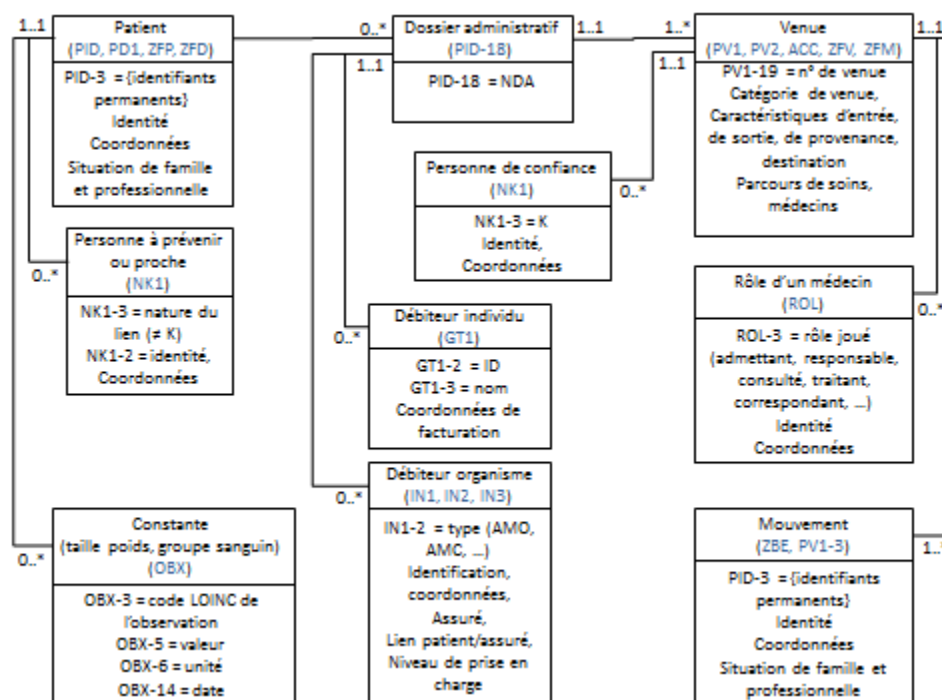 1..1
Patient
(PID, PD1, ZFP, ZFD)
PID-3 = {identifiants
permanents}
Identité
Coordonnées
Situation de famille
et professionnelle
0..*
Dossier administratif
(PID-18)
1..1
PID-18 = NDA
1..1
1..*
Venue
(PV1, PV2, ACC, ZFV, ZFM)
1..1
PV1-19 = n° de venue
Catégorie de venue,
Caractéristiques d'entrée,
de sortie, de provenance,
destination
Parcours de soins,
médecins
1..1
Personne de confiance
(NK1)
0..*
NK1-3 = K
Identité,
Coordonnées
Personne à prévenir
ou proche
(NK1)
0..*
NK1-3 = nature du
lien (≠ K)
NK1-2 = identité,
Coordonnées
Débiteur individu
(GT1)
0..*
GT1-2 = ID
GT1-3 = nom
Coordonnées de
facturation
Rôle d'un médecin
(ROL)
0..*
ROL-3 = rôle joué
(admettant, responsable,
consulté, traitant,
correspondant, …)
Identité
Coordonnées
Débiteur organisme
(IN1, IN2, IN3)
0..*
IN1-2 = type (AMO,
AMC, …)
Identification,
coordonnées,
Assuré,
Lien patient/assuré,
Niveau de prise en
charge
Constante
(taille poids, groupe sanguin)
(OBX)
0..*
OBX-3 = code LOINC de
l'observation
OBX-5 = valeur
OBX-6 = unité
OBX-14 = date
Mouvement
(ZBE, PV1-3)
PID-3 = {identifiants
permanents}
Identité
Coordonnées
Situation de famille et
professionnelle